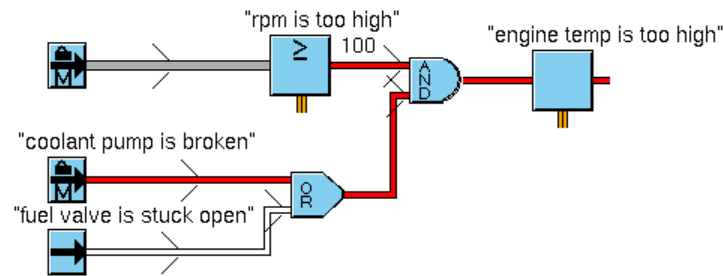 "rpm is too high"
M
≥
100
AND
"engine temp is too high"
"coolant pump is broken"
M
OR
"fuel valve is stuck open"